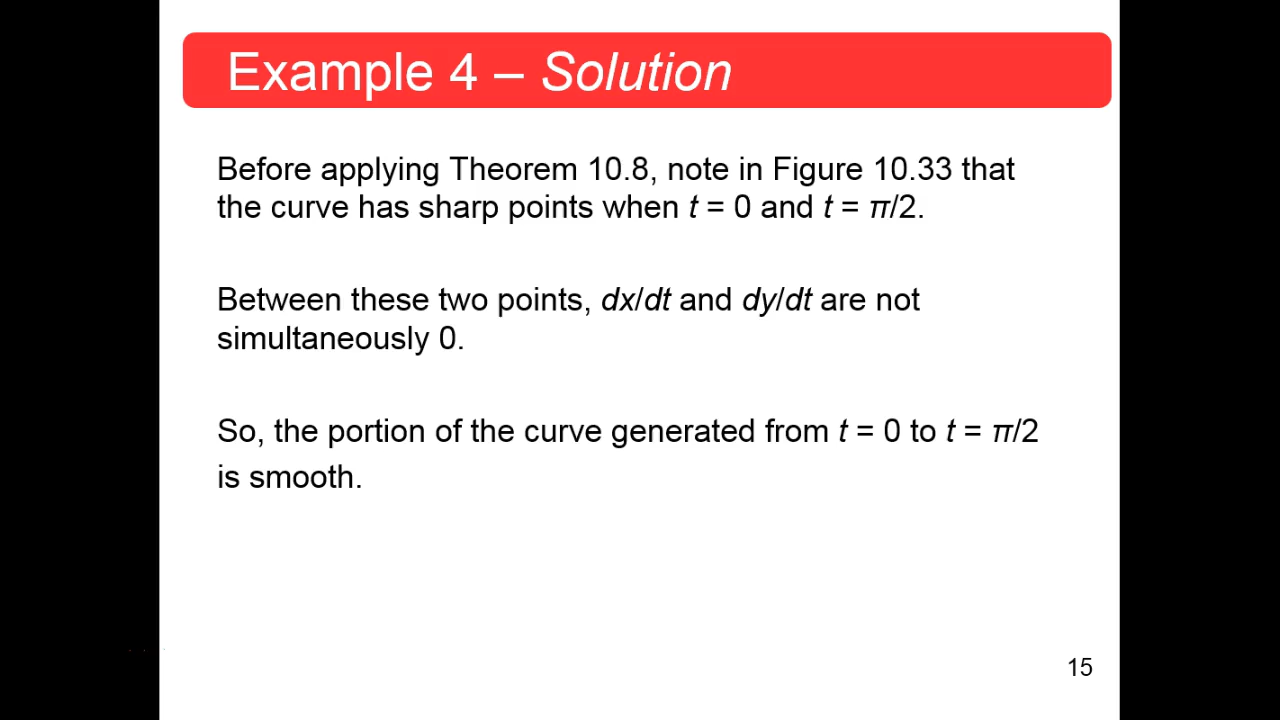 Example 4 – Solution
Before applying Theorem 10.8, note in Figure 10.33 that
the curve has sharp points when t = 0 and t = π/2.
Between these two points, dx/dt and dy/dt are not
simultaneously 0.
So, the portion of the curve generated from t = 0 to t = π/2
is smooth.
15